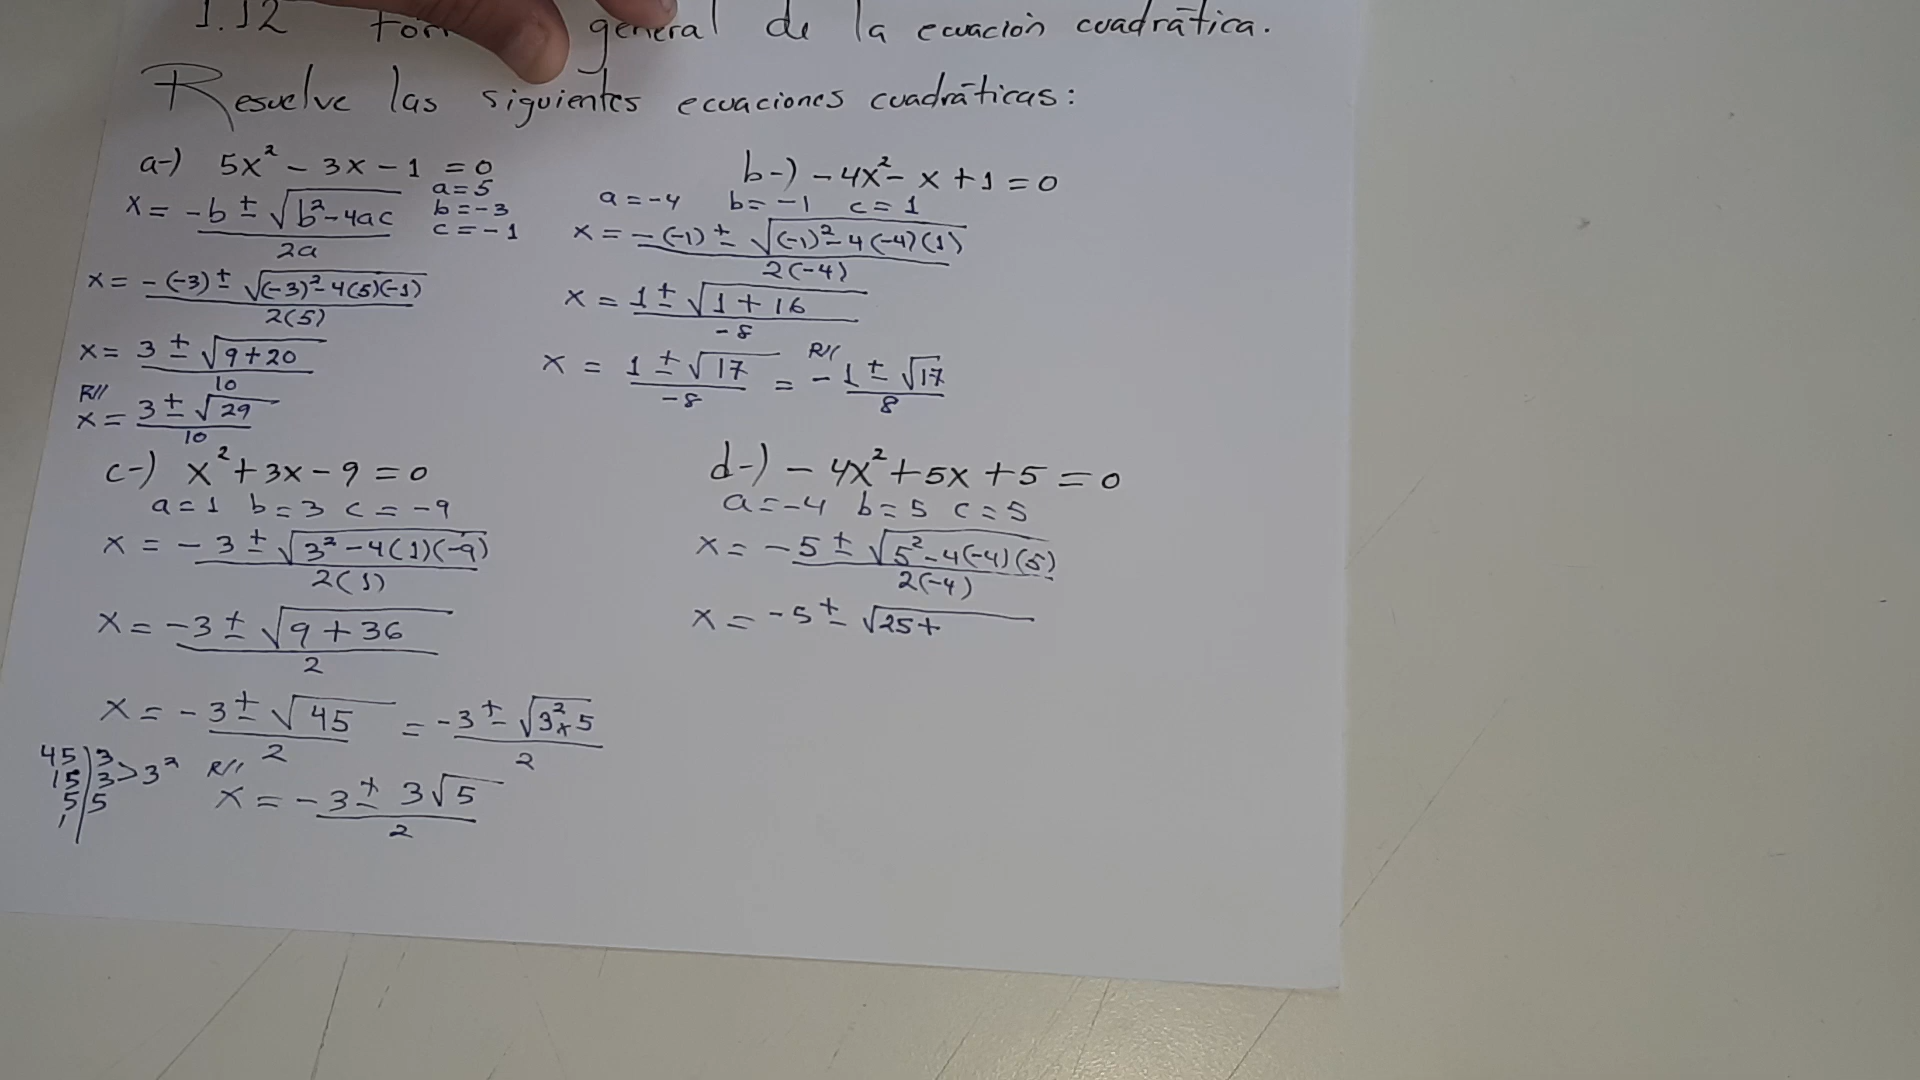 1.12 general de la ecuación cuadrática.
Resuelve las siguientes ecuaciones cuadráticas:
a-) 5x² - 3x - 1 = 0
a = 5
x = (-b ± √(b² - 4ac)) / 2a
b = -3
c = -1
x = (-(-3) ± √((-3)² - 4(5)(-1))) / 2(5)
x = (3 ± √(9+20)) / 10
R//
x = (3 ± √29) / 10
b-) -4x² - x + 1 = 0
a = -4 b = -1 c = 1
x = (-(-1) ± √((-1)² - 4(-4)(1))) / 2(-4)
x = (1 ± √(1 + 16)) / -8
x = (1 ± √17) / -8 = R// - (1 ± √17) / 8
c-) x² + 3x - 9 = 0
a = 1 b = 3 c = -9
x = (-3 ± √(3² - 4(1)(-9))) / 2(1)
x = (-3 ± √(9 + 36)) / 2
x = (-3 ± √45) / 2 = (-3 ± √(3² x 5)) / 2
45 | 3
15 | 3 > 3²
5 | 5
1
R//
x = (-3 ± 3√5) / 2
d-) -4x² + 5x + 5 = 0
a = -4 b = 5 c = 5
x = (-5 ± √(5² - 4(-4)(5))) / 2(-4)
x = -5 ± √25+